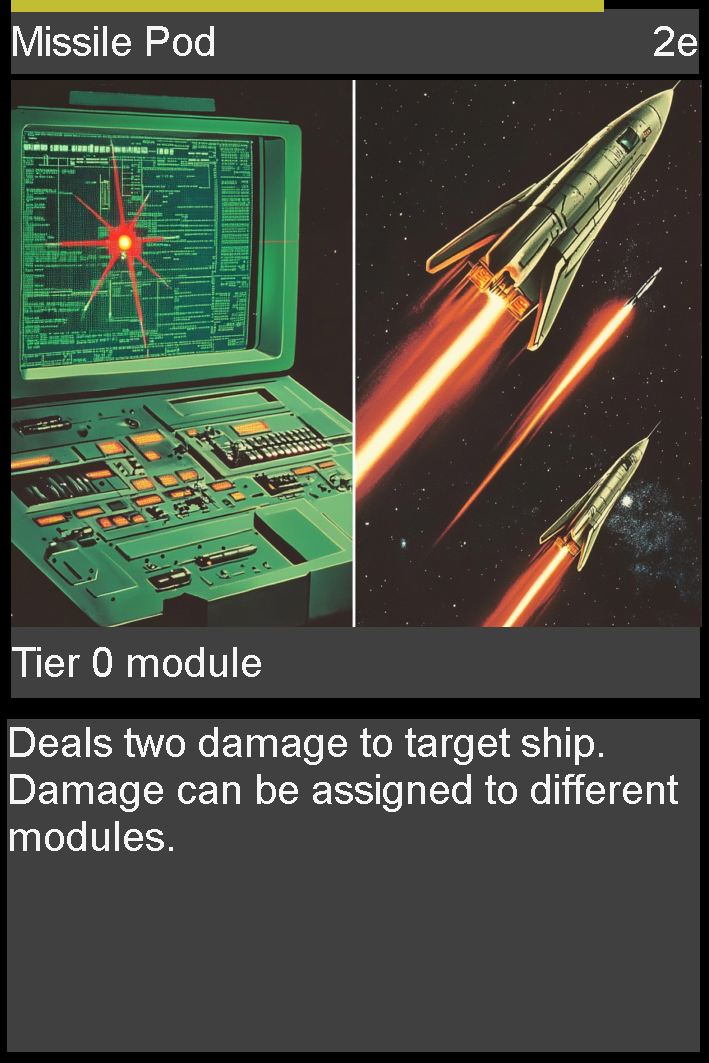 Missile Pod 2e
Tier 0 module
Deals two damage to target ship.
Damage can be assigned to different
modules.